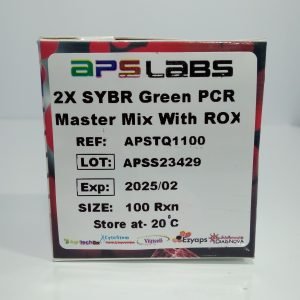 APS LABS
2X SYBR Green PCR
Master Mix With ROX
REF: APSTQ1100
LOT: APSS23429
Exp: 2025/02
SIZE: 100 Rxn
Store at- 20°C
Ezyaps